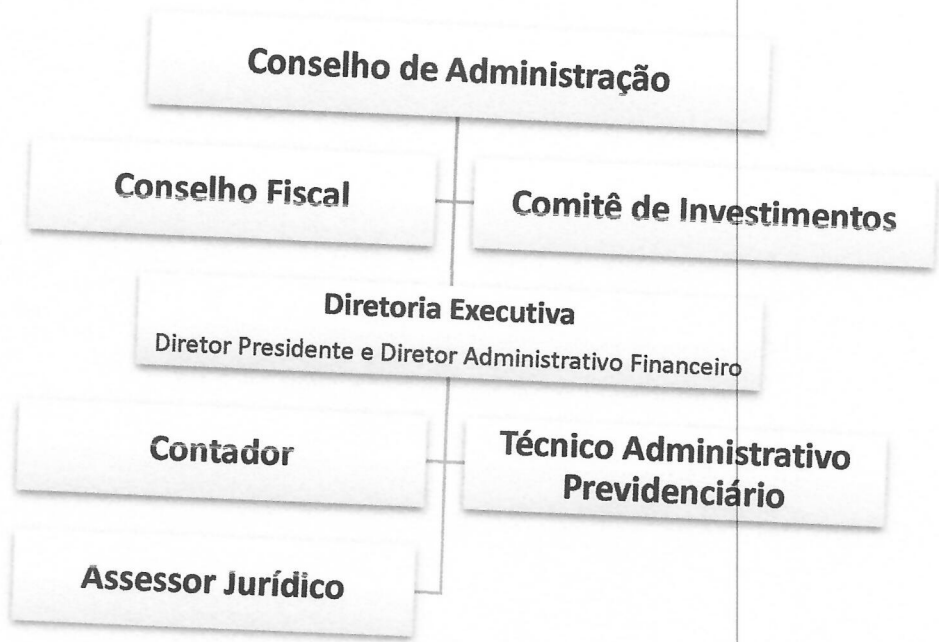 Conselho de Administração
Conselho Fiscal
Comitê de Investimentos
Diretoria Executiva
Diretor Presidente e Diretor Administrativo Financeiro
Contador
Técnico Administrativo
Previdenciário
Assessor Jurídico